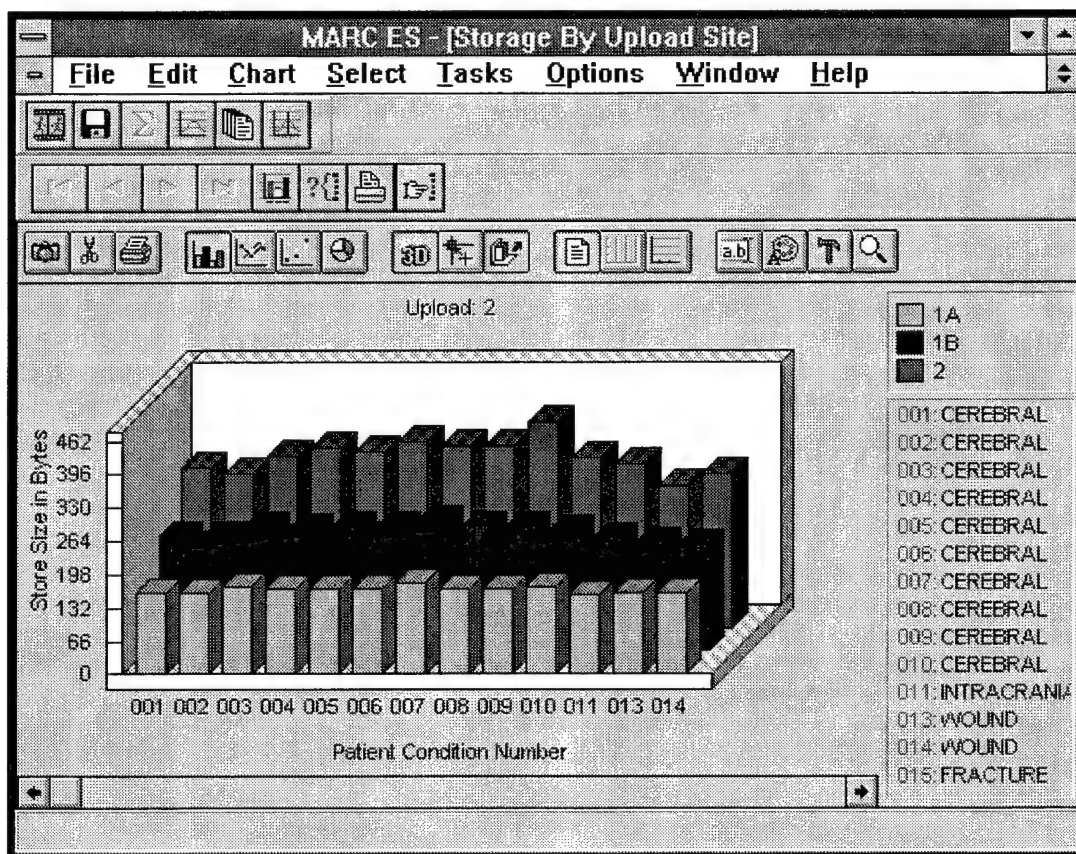 MARC ES - [Storage By Upload Site]
File Edit Chart Select Tasks Options Window Help
?{
3D
a.b
Upload: 2
1A
1B
2
Store Size in Bytes
462
396
330
264
198
132
66
0
001 002 003 004 005 006 007 008 009 010 011 013 014
Patient Condition Number
001: CEREBRAL
002: CEREBRAL
003: CEREBRAL
004: CEREBRAL
005: CEREBRAL
006: CEREBRAL
007: CEREBRAL
008: CEREBRAL
009: CEREBRAL
010: CEREBRAL
011: INTRACRANIA
013: WOUND
014: WOUND
015: FRACTURE